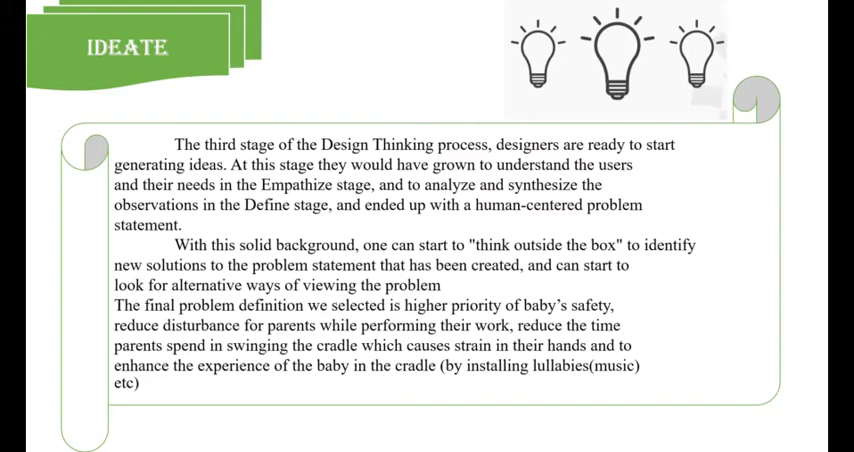 IDEATE
The third stage of the Design Thinking process, designers are ready to start
generating ideas. At this stage they would have grown to understand the users
and their needs in the Empathize stage, and to analyze and synthesize the
observations in the Define stage, and ended up with a human-centered problem
statement.
With this solid background, one can start to "think outside the box" to identify
new solutions to the problem statement that has been created, and can start to
look for alternative ways of viewing the problem
The final problem definition we selected is higher priority of baby’s safety,
reduce disturbance for parents while performing their work, reduce the time
parents spend in swinging the cradle which causes strain in their hands and to
enhance the experience of the baby in the cradle (by installing lullabies(music)
etc)